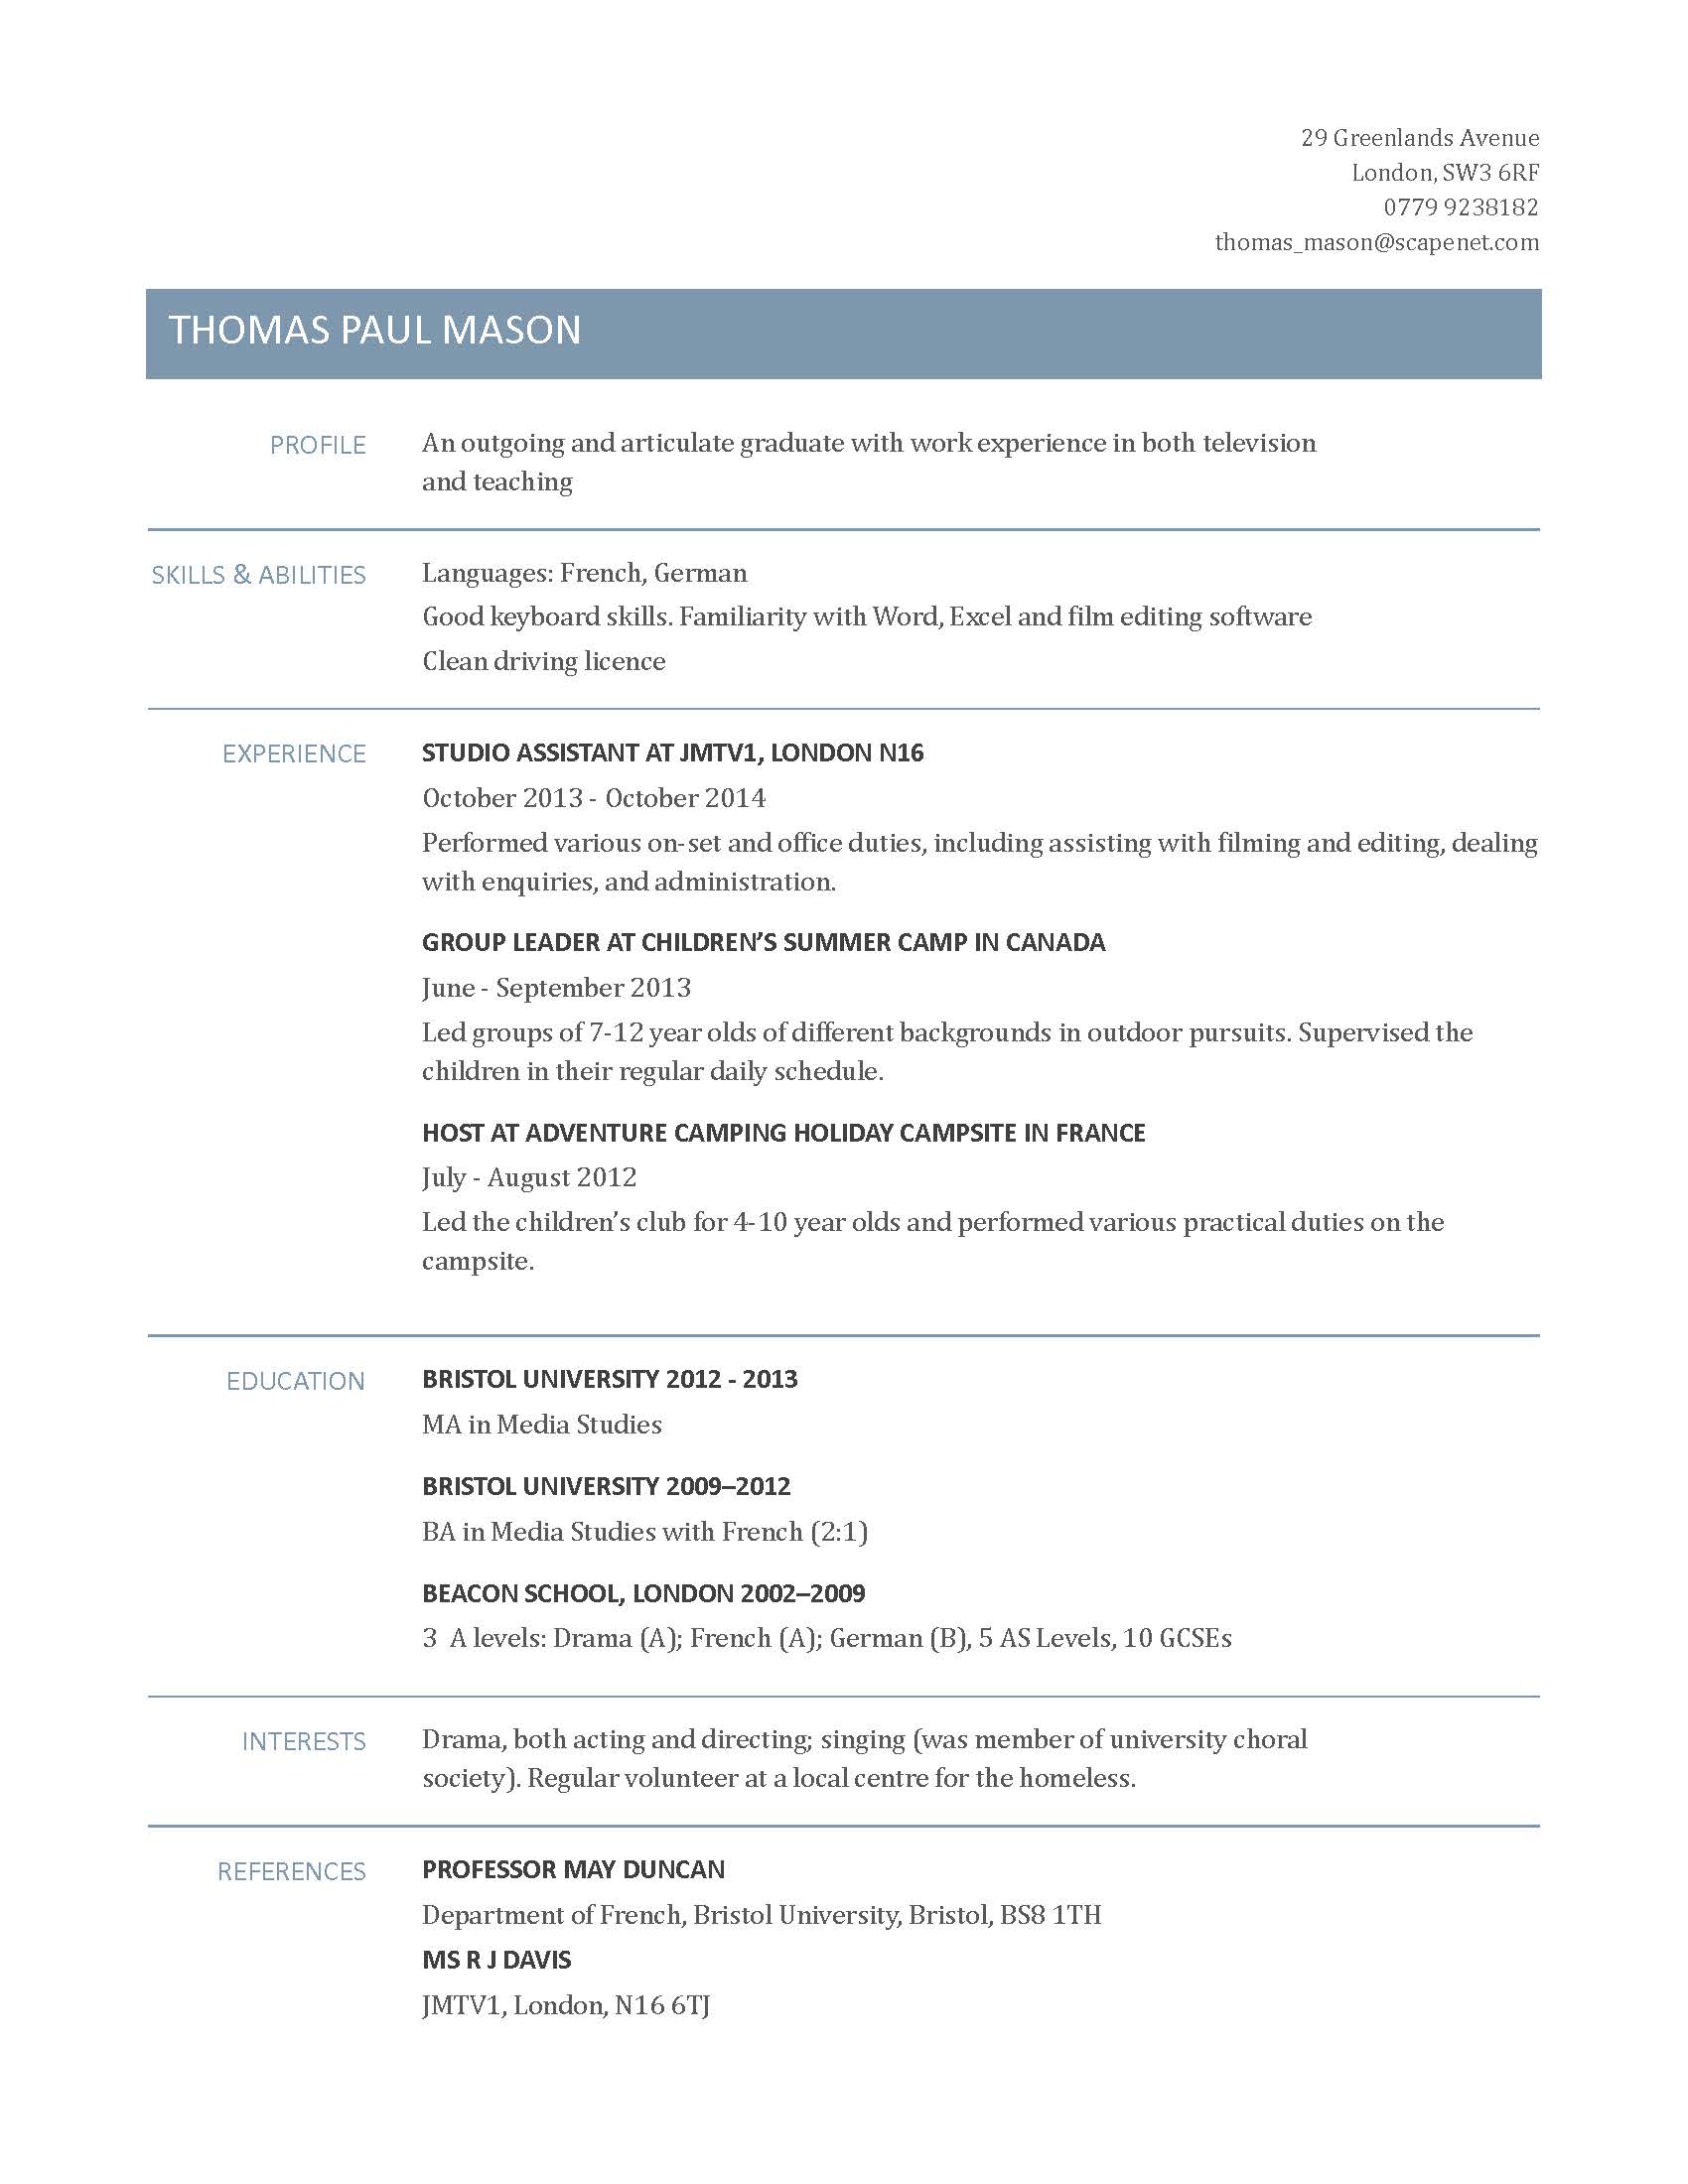 29 Greenlands Avenue
London, SW3 6RF
0779 9238182
thomas_mason@scapenet.com
THOMAS PAUL MASON
PROFILE
An outgoing and articulate graduate with work experience in both television
and teaching
SKILLS & ABILITIES
Languages: French, German
Good keyboard skills. Familiarity with Word, Excel and film editing software
Clean driving licence
EXPERIENCE
STUDIO ASSISTANT AT JMTV1, LONDON N16
October 2013 - October 2014
Performed various on-set and office duties, including assisting with filming and editing, dealing
with enquiries, and administration.
GROUP LEADER AT CHILDREN’S SUMMER CAMP IN CANADA
June - September 2013
Led groups of 7-12 year olds of different backgrounds in outdoor pursuits. Supervised the
children in their regular daily schedule.
HOST AT ADVENTURE CAMPING HOLIDAY CAMPSITE IN FRANCE
July - August 2012
Led the children’s club for 4-10 year olds and performed various practical duties on the
campsite.
EDUCATION
BRISTOL UNIVERSITY 2012 - 2013
MA in Media Studies
BRISTOL UNIVERSITY 2009–2012
BA in Media Studies with French (2:1)
BEACON SCHOOL, LONDON 2002–2009
3 A levels: Drama (A); French (A); German (B), 5 AS Levels, 10 GCSEs
INTERESTS
Drama, both acting and directing; singing (was member of university choral
society). Regular volunteer at a local centre for the homeless.
REFERENCES
PROFESSOR MAY DUNCAN
Department of French, Bristol University, Bristol, BS8 1TH
MS R J DAVIS
JMTV1, London, N16 6TJ